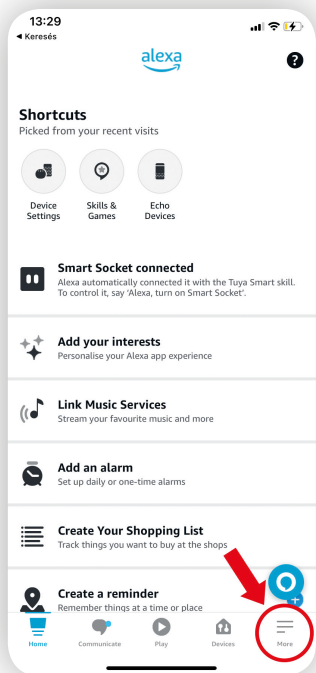 13:29
◄ Keresés
alexa
?
Shortcuts
Picked from your recent visits
Device
Settings
Skills &
Games
Echo
Devices
Smart Socket connected
Alexa automatically connected it with the Tuya Smart skill.
To control it, say ‘Alexa, turn on Smart Socket’.
Add your interests
Personalise your Alexa app experience
Link Music Services
Stream your favourite music and more
Add an alarm
Set up daily or one-time alarms
Create Your Shopping List
Track things you want to buy at the shops
Create a reminder
Remember things at a time or place
Home
Communicate
Play
Devices
More